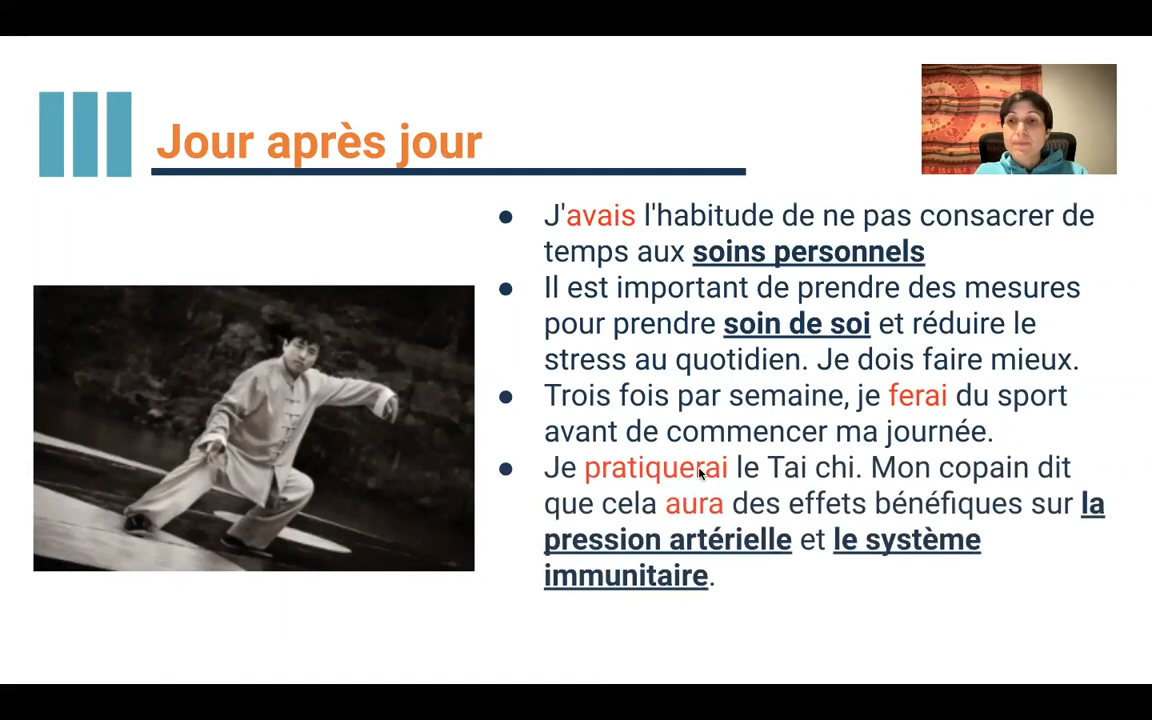 Jour après jour
J'avais l'habitude de ne pas consacrer de
temps aux soins personnels
Il est important de prendre des mesures
pour prendre soin de soi et réduire le
stress au quotidien. Je dois faire mieux.
Trois fois par semaine, je ferai du sport
avant de commencer ma journée.
Je pratiquerai le Tai chi. Mon copain dit
que cela aura des effets bénéfiques sur la
pression artérielle et le système
immunitaire.